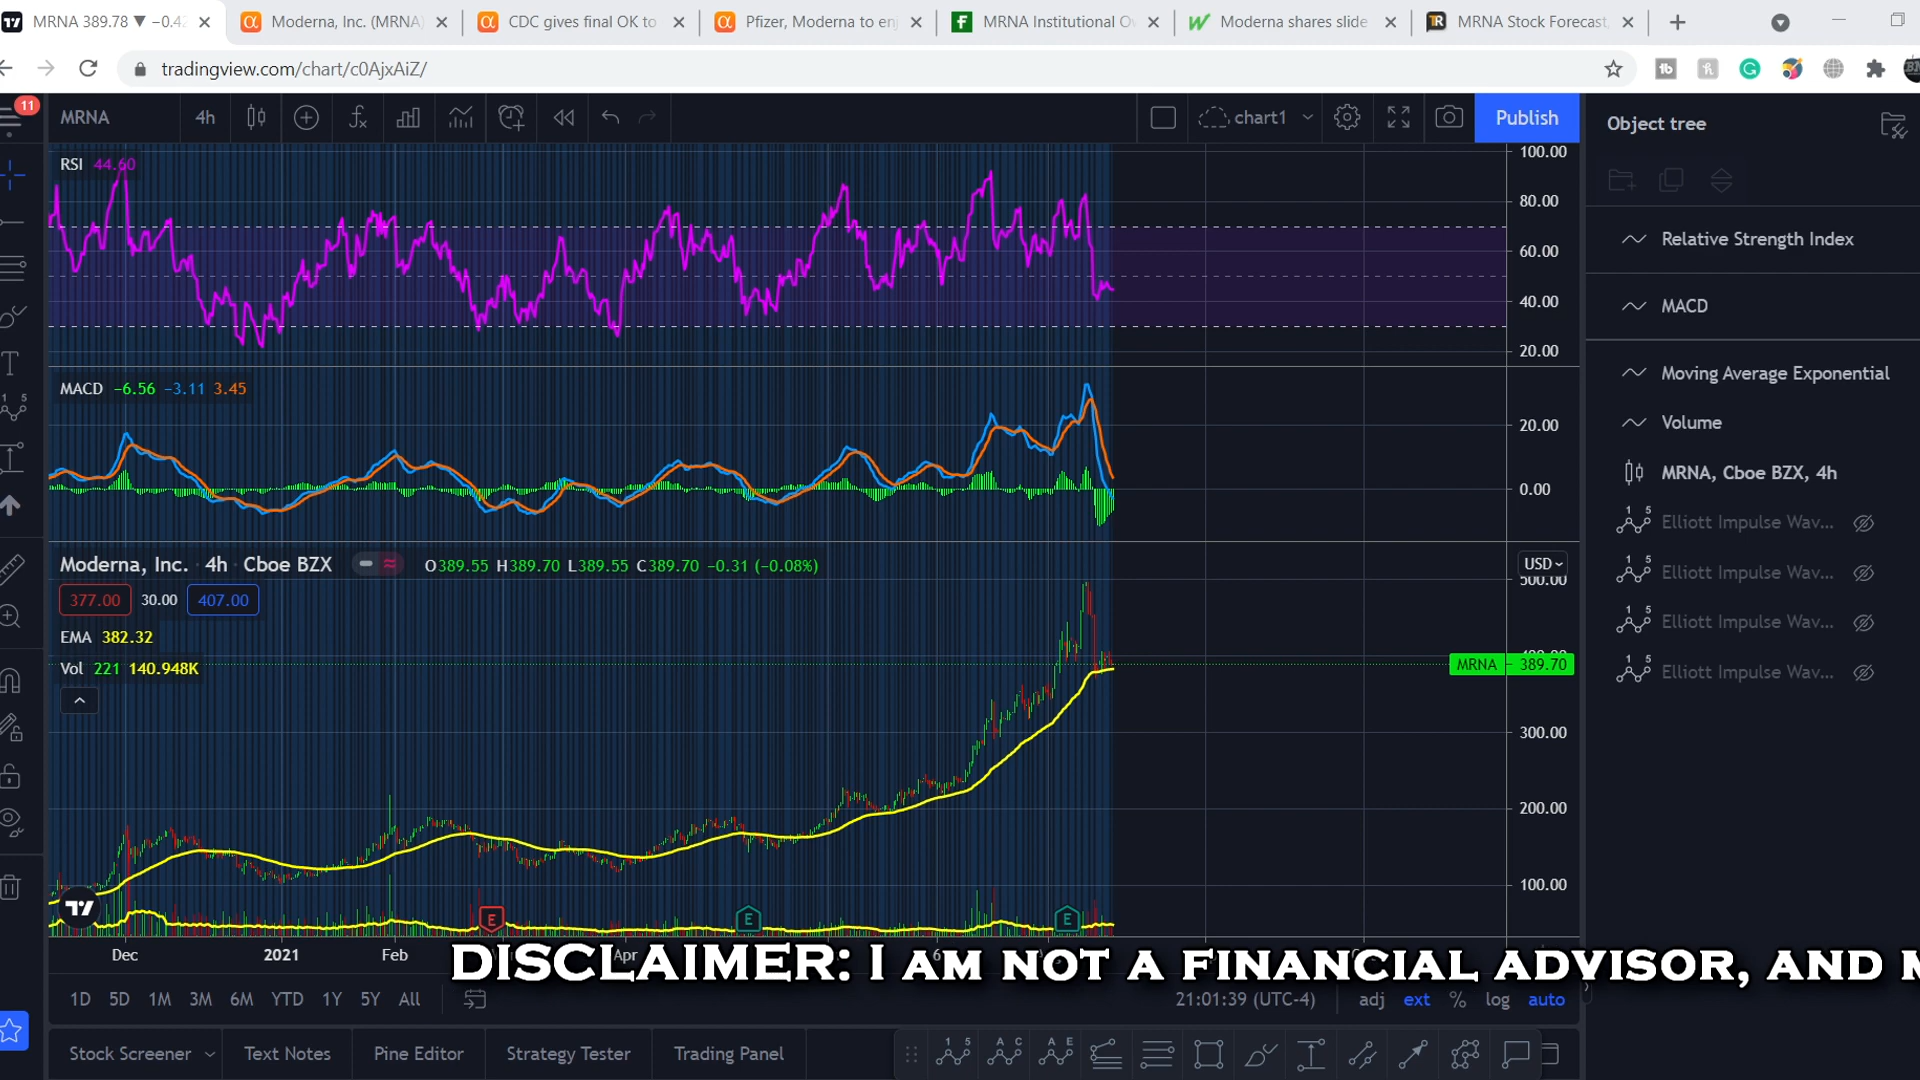 MRNA 389.78 ▼ −0.42
Moderna, Inc. (MRNA)
CDC gives final OK to
Pfizer, Moderna to enj
MRNA Institutional Ow
Moderna shares slide
MRNA Stock Forecast,
tradingview.com/chart/c0AjxAiZ/
11
MRNA
4h
chart1
Publish
Object tree
RSI 44.60
100.00
80.00
60.00
40.00
20.00
Relative Strength Index
MACD
Moving Average Exponential
Volume
MRNA, Cboe BZX, 4h
Elliott Impulse Wav...
Elliott Impulse Wav...
Elliott Impulse Wav...
Elliott Impulse Wav...
MACD −6.56 −3.11 3.45
20.00
0.00
Moderna, Inc. 4h Cboe BZX
O389.55 H389.70 L389.55 C389.70 −0.31 (−0.08%)
USD
377.00 30.00 407.00
EMA 382.32
Vol 221 140.948K
500.00
MRNA 389.70
300.00
200.00
100.00
E
E
E
Dec 2021 Feb Apr
DISCLAIMER: I AM NOT A FINANCIAL ADVISOR, AND
1D 5D 1M 3M 6M YTD 1Y 5Y All
21:01:39 (UTC-4) adj ext % log auto
Stock Screener Text Notes Pine Editor Strategy Tester Trading Panel